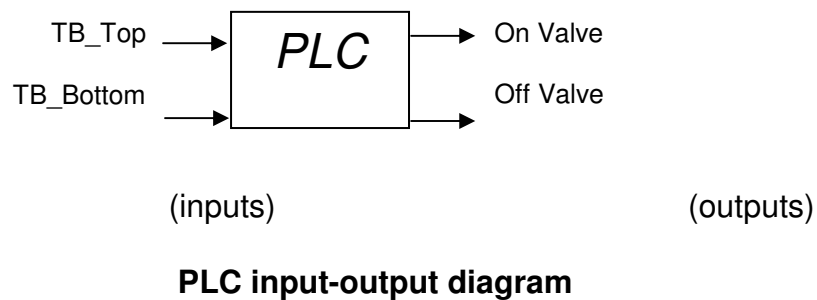 TB_Top
PLC
On Valve
TB_Bottom
Off Valve
(inputs)
(outputs)
PLC input-output diagram